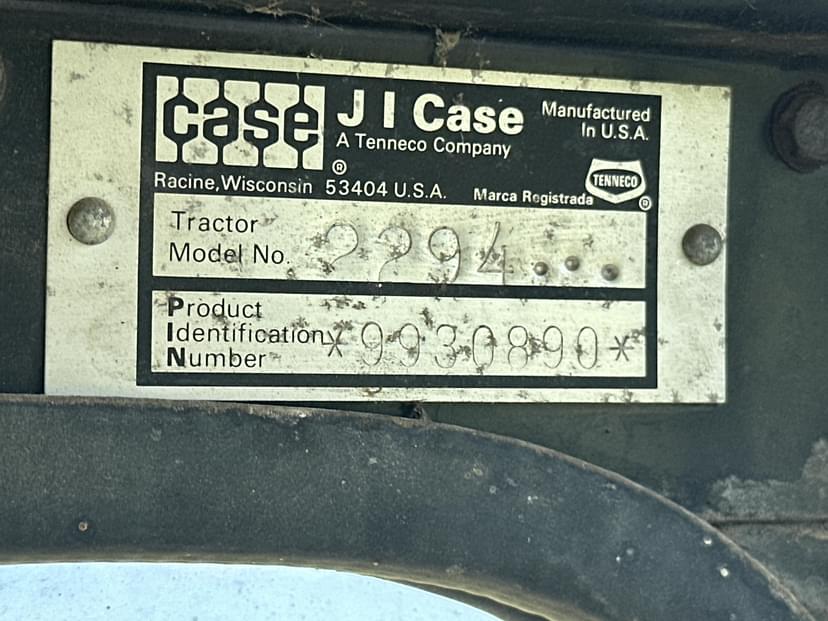 case
J I Case
A Tenneco Company
®
Manufactured
In U.S.A.
Racine, Wisconsin 53404 U.S.A.
Marca Registrada
TENNECO
®
Tractor
Model No. 2294...
Product
Identification
Number *9930890*